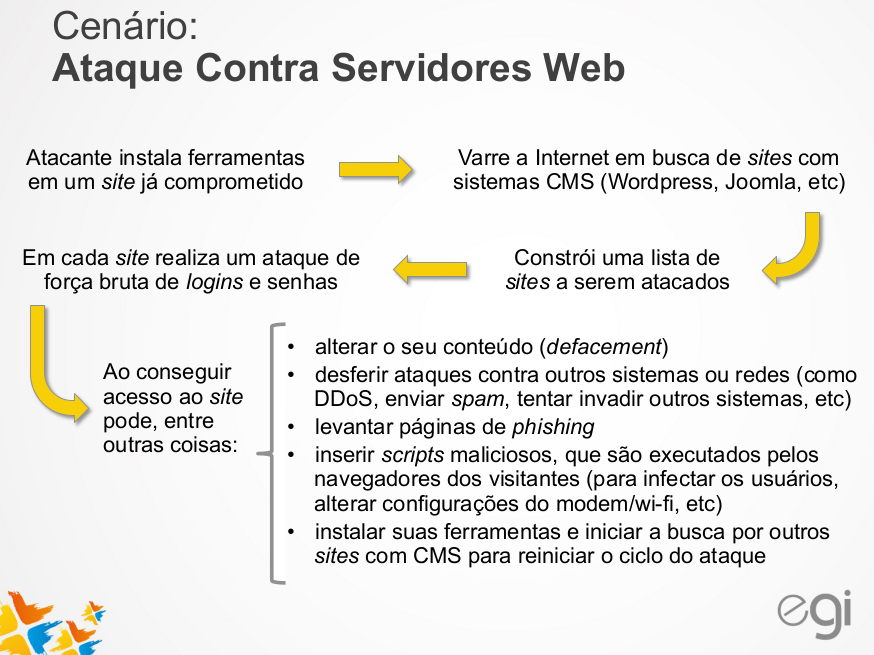 Cenário:
Ataque Contra Servidores Web
Atacante instala ferramentas
em um site já comprometido
Varre a Internet em busca de sites com
sistemas CMS (Wordpress, Joomla, etc)
Constrói uma lista de
sites a serem atacados
Em cada site realiza um ataque de
força bruta de logins e senhas
Ao conseguir
acesso ao site
pode, entre
outras coisas:
• alterar o seu conteúdo (defacement)
• desferir ataques contra outros sistemas ou redes (como
DDoS, enviar spam, tentar invadir outros sistemas, etc)
• levantar páginas de phishing
• inserir scripts maliciosos, que são executados pelos
navegadores dos visitantes (para infectar os usuários,
alterar configurações do modem/wi-fi, etc)
• instalar suas ferramentas e iniciar a busca por outros
sites com CMS para reiniciar o ciclo do ataque
egi